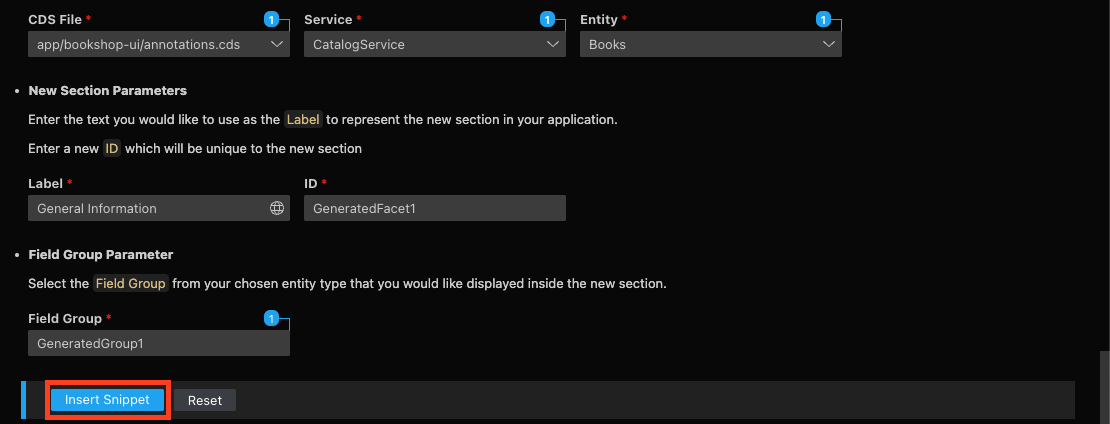 CDS File * 1 Service * 1 Entity * 1
app/bookshop-ui/annotations.cds CatalogService Books
• New Section Parameters
Enter the text you would like to use as the Label to represent the new section in your application.
Enter a new ID which will be unique to the new section
Label * ID *
General Information GeneratedFacet1
• Field Group Parameter
Select the Field Group from your chosen entity type that you would like displayed inside the new section.
Field Group * 1
GeneratedGroup1
Insert Snippet Reset